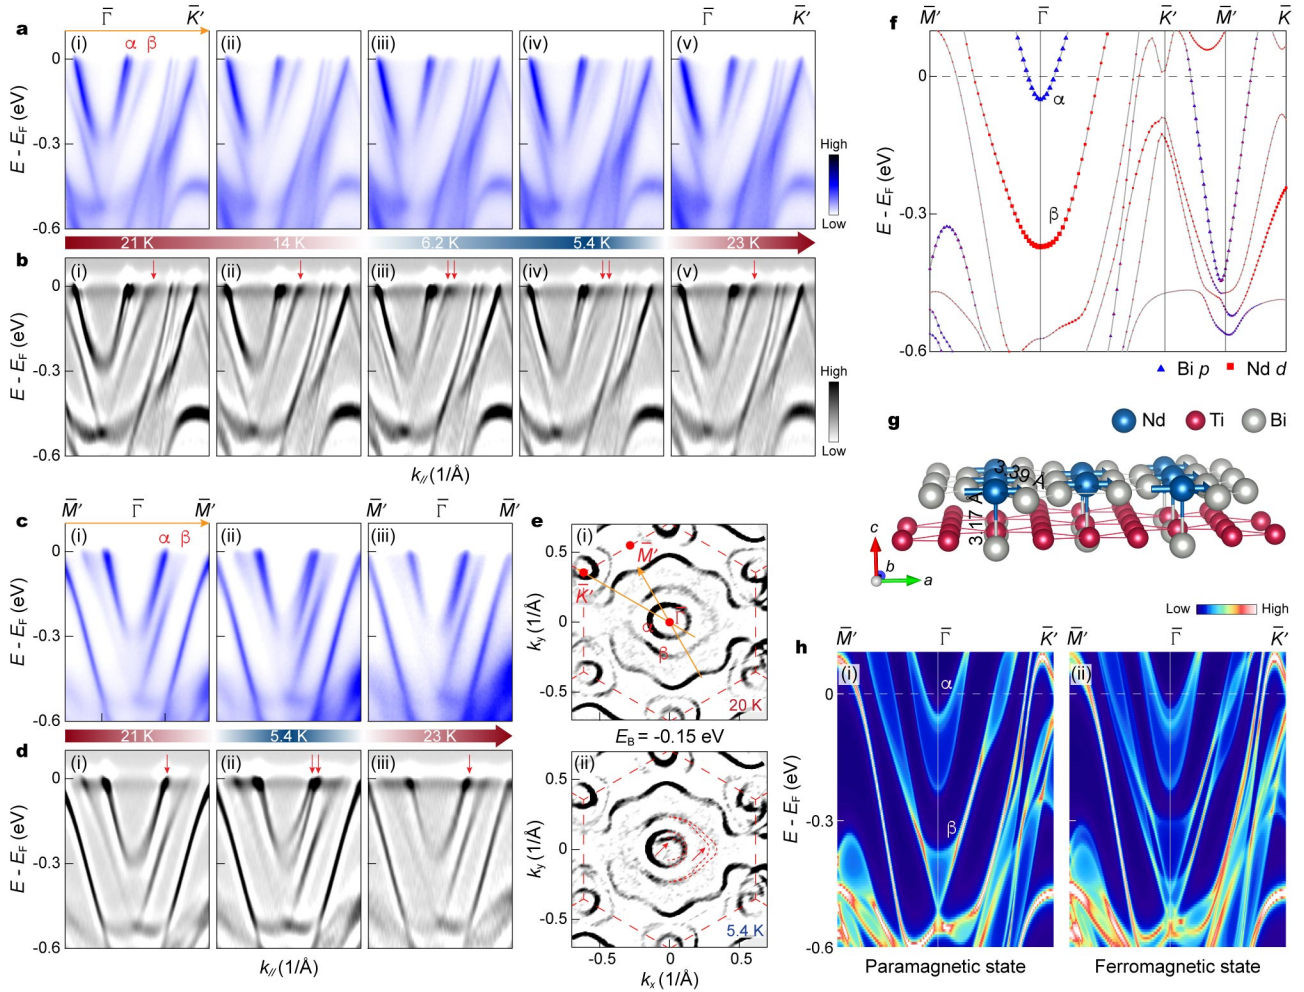 Γ̅ K̅′ Γ̅ K̅′
a
(i) (ii) (iii) (iv) (v)
α β
0
-0.3
-0.6
E - E_F (eV)
High
Low
21 K 14 K 6.2 K 5.4 K 23 K
b
(i) (ii) (iii) (iv) (v)
0
-0.3
-0.6
E - E_F (eV)
High
Low
k_// (1/Å)
M̅′ Γ̅ M̅′ M̅′ Γ̅ M̅′
c
(i) (ii) (iii)
α β
0
-0.3
-0.6
E - E_F (eV)
21 K 5.4 K 23 K
d
(i) (ii) (iii)
0
-0.3
-0.6
E - E_F (eV)
k_// (1/Å)
e
(i)
M̅′
K̅′
Γ̅
α
β
20 K
0.5
0
-0.5
k_y (1/Å)
E_B = -0.15 eV
(ii)
5.4 K
0.5
0
-0.5
k_y (1/Å)
-0.5 0 0.5
k_x (1/Å)
f
M̅′ Γ̅ K̅′ M̅′ K̅
0
-0.3
-0.6
E - E_F (eV)
α
β
Bi p Nd d
g
Nd Ti Bi
3.39 Å
3.17 Å
c
b
a
Low High
h
M̅′ Γ̅ K̅′ M̅′ Γ̅ K̅′
(i) (ii)
α
β
0
-0.3
-0.6
E - E_F (eV)
Paramagnetic state Ferromagnetic state